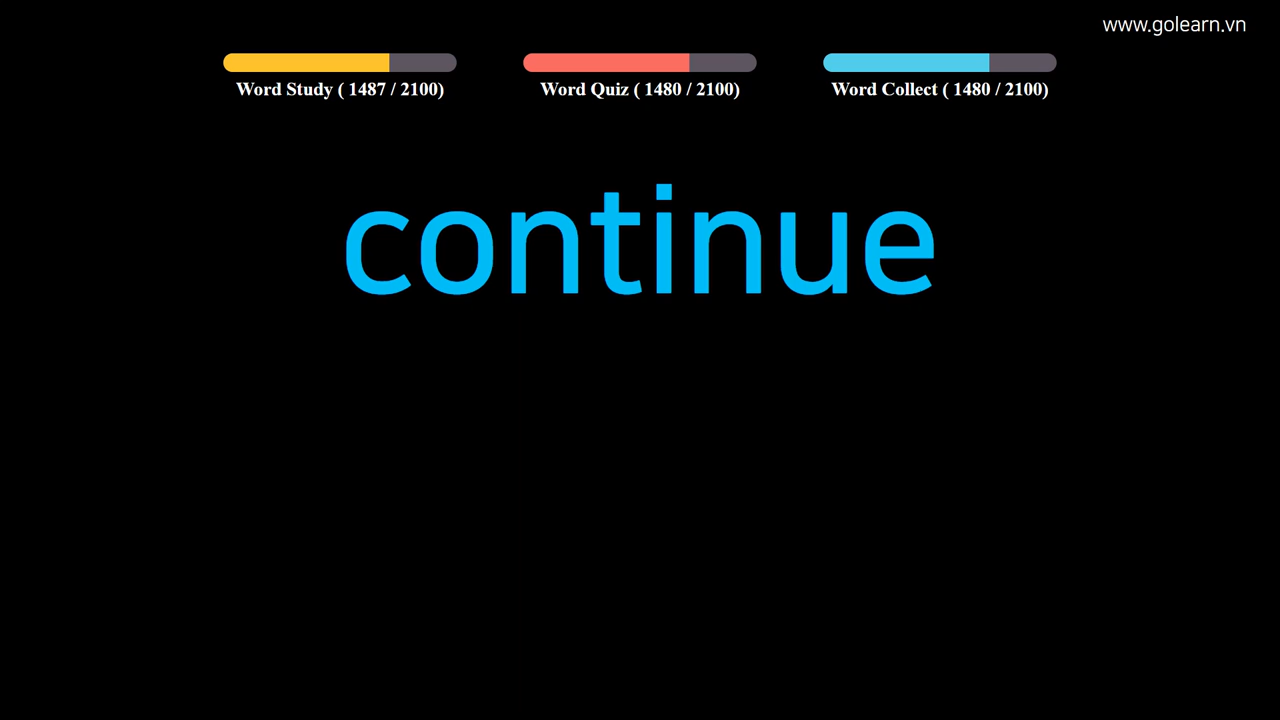 www.golearn.vn
Word Study ( 1487 / 2100)
Word Quiz ( 1480 / 2100)
Word Collect ( 1480 / 2100)
continue